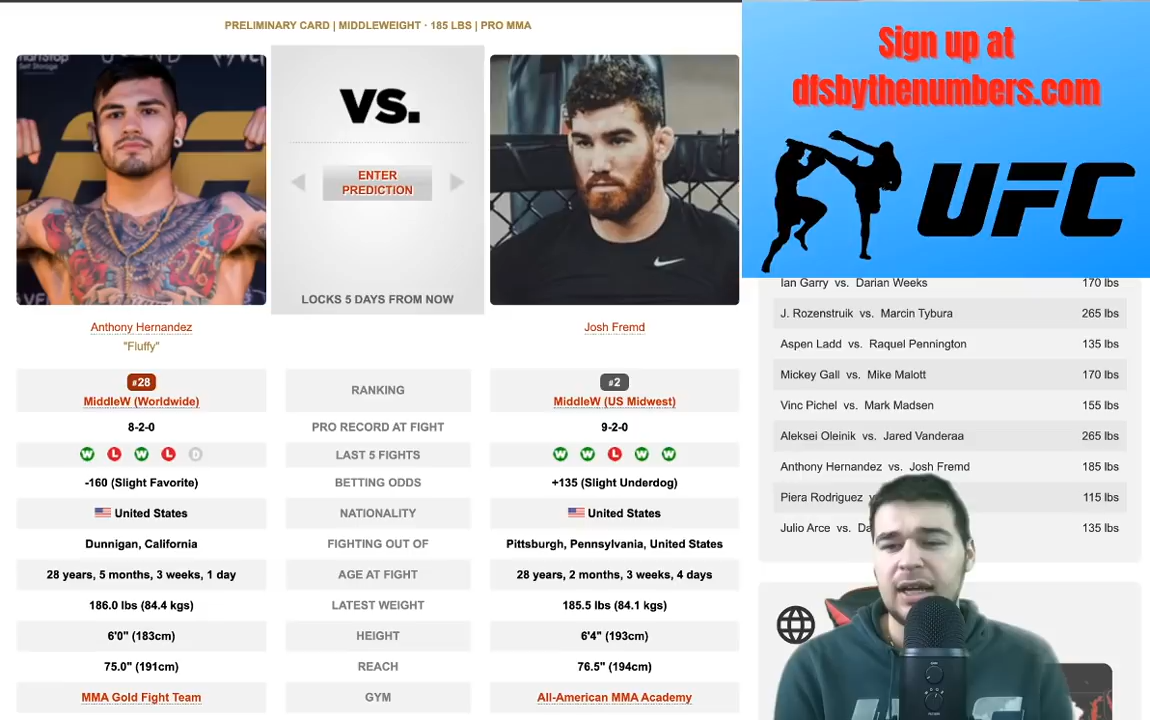 PRELIMINARY CARD | MIDDLEWEIGHT · 185 LBS | PRO MMA
VS.
ENTER
PREDICTION
LOCKS 5 DAYS FROM NOW
Anthony Hernandez
"Fluffy"
Josh Fremd
#28 RANKING #2
MiddleW (Worldwide) MiddleW (US Midwest)
8-2-0 PRO RECORD AT FIGHT 9-2-0
W L W L D LAST 5 FIGHTS W W L W W
-160 (Slight Favorite) BETTING ODDS +135 (Slight Underdog)
United States NATIONALITY United States
Dunnigan, California FIGHTING OUT OF Pittsburgh, Pennsylvania, United States
28 years, 5 months, 3 weeks, 1 day AGE AT FIGHT 28 years, 2 months, 3 weeks, 4 days
186.0 lbs (84.4 kgs) LATEST WEIGHT 185.5 lbs (84.1 kgs)
6'0" (183cm) HEIGHT 6'4" (193cm)
75.0" (191cm) REACH 76.5" (194cm)
MMA Gold Fight Team GYM All-American MMA Academy
Sign up at
dfsbythenumbers.com
UFC
Ian Garry vs. Darian Weeks 170 lbs
J. Rozenstruik vs. Marcin Tybura 265 lbs
Aspen Ladd vs. Raquel Pennington 135 lbs
Mickey Gall vs. Mike Malott 170 lbs
Vinc Pichel vs. Mark Madsen 155 lbs
Aleksei Oleinik vs. Jared Vanderaa 265 lbs
Anthony Hernandez vs. Josh Fremd 185 lbs
Piera Rodriguez 115 lbs
Julio Arce vs. Da 135 lbs